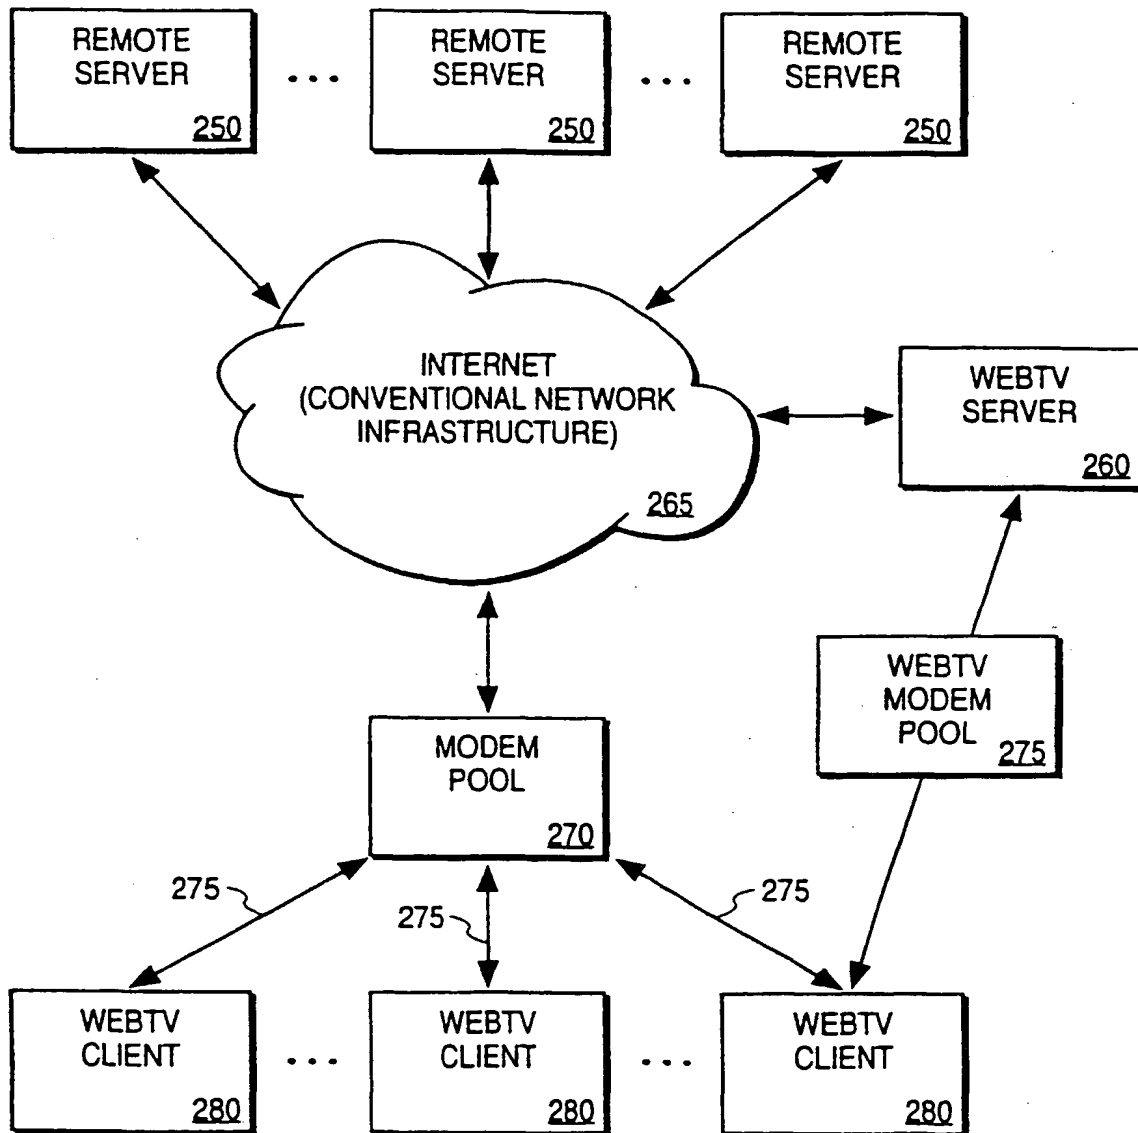 REMOTE
SERVER
250
...
REMOTE
SERVER
250
...
REMOTE
SERVER
250
INTERNET
(CONVENTIONAL NETWORK
INFRASTRUCTURE)
265
WEBTV
SERVER
260
WEBTV
MODEM
POOL
275
MODEM
POOL
270
275
275
275
WEBTV
CLIENT
280
...
WEBTV
CLIENT
280
...
WEBTV
CLIENT
280